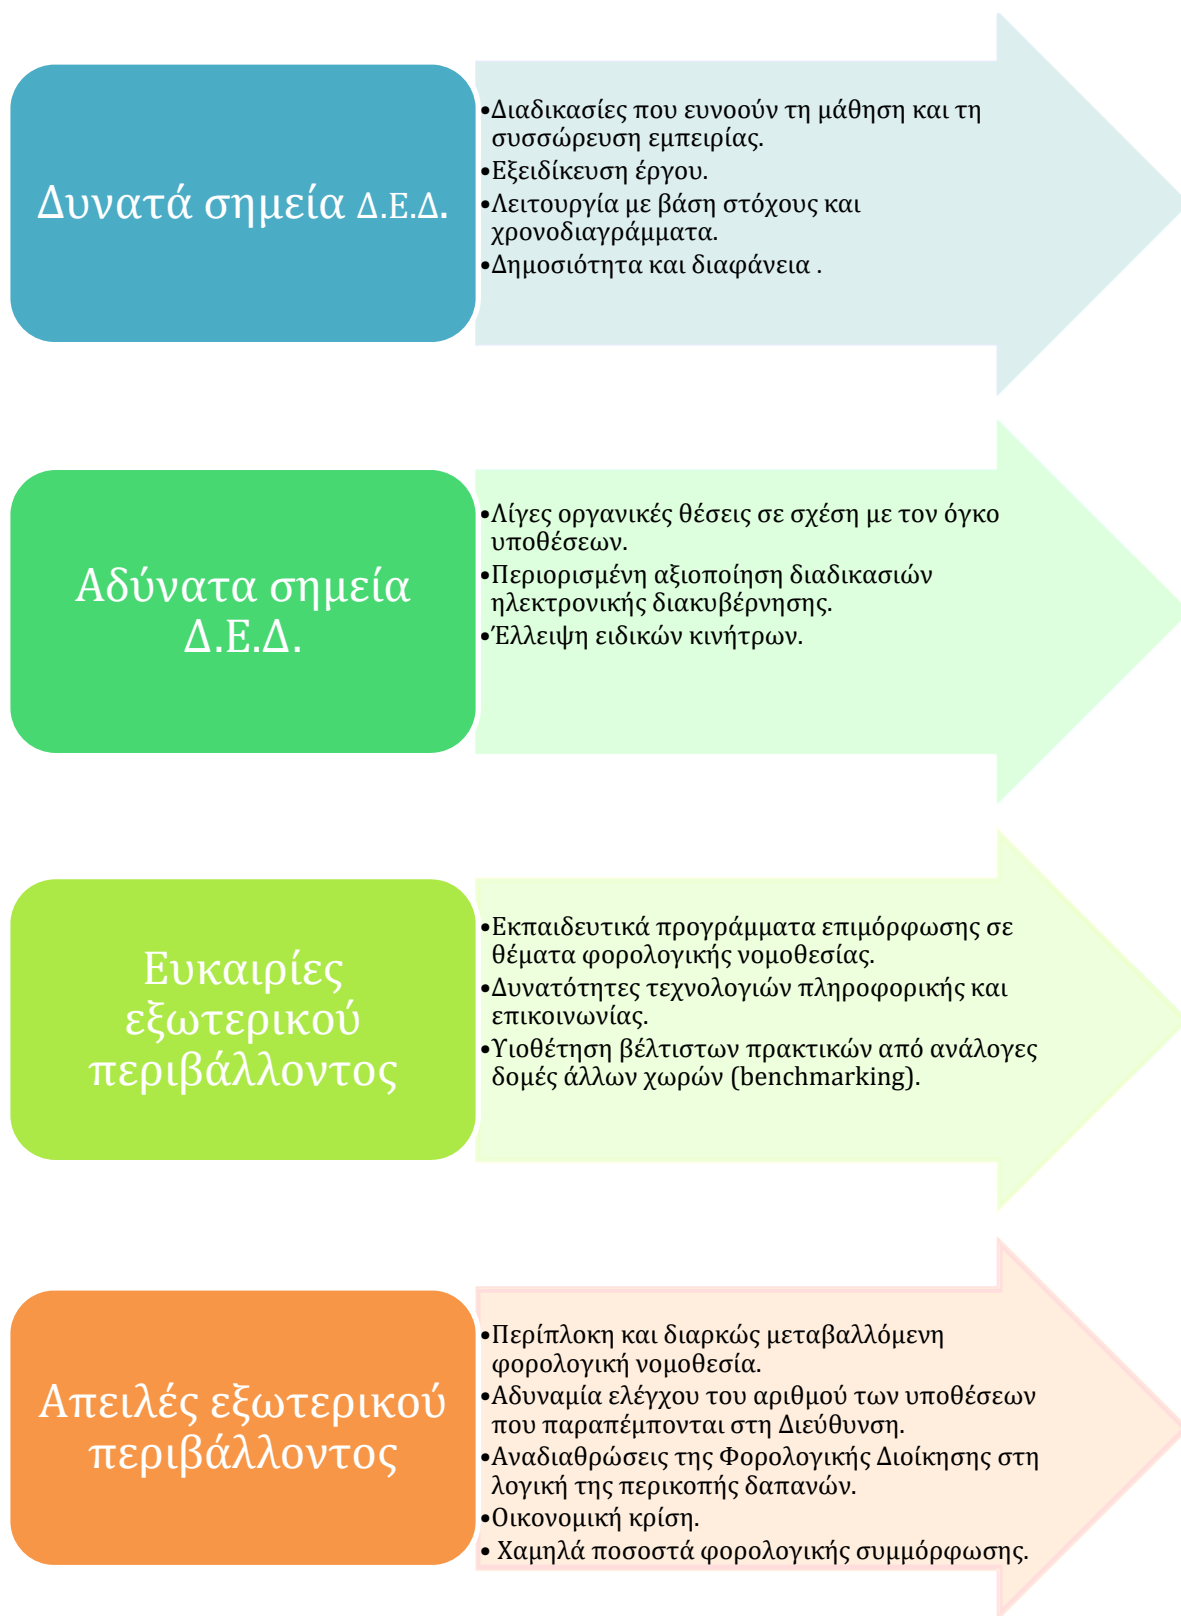 Δυνατά σημεία Δ.Ε.Δ.
•Διαδικασίες που ευνοούν τη μάθηση και τη
συσσώρευση εμπειρίας.
•Εξειδίκευση έργου.
•Λειτουργία με βάση στόχους και
χρονοδιαγράμματα.
•Δημοσιότητα και διαφάνεια .
Αδύνατα σημεία
Δ.Ε.Δ.
•Λίγες οργανικές θέσεις σε σχέση με τον όγκο
υποθέσεων.
•Περιορισμένη αξιοποίηση διαδικασιών
ηλεκτρονικής διακυβέρνησης.
•Έλλειψη ειδικών κινήτρων.
Ευκαιρίες
εξωτερικού
περιβάλλοντος
•Εκπαιδευτικά προγράμματα επιμόρφωσης σε
θέματα φορολογικής νομοθεσίας.
•Δυνατότητες τεχνολογιών πληροφορικής και
επικοινωνίας.
•Υιοθέτηση βέλτιστων πρακτικών από ανάλογες
δομές άλλων χωρών (benchmarking).
Απειλές εξωτερικού
περιβάλλοντος
•Περίπλοκη και διαρκώς μεταβαλλόμενη
φορολογική νομοθεσία.
•Αδυναμία ελέγχου του αριθμού των υποθέσεων
που παραπέμπονται στη Διεύθυνση.
•Αναδιαθρώσεις της Φορολογικής Διοίκησης στη
λογική της περικοπής δαπανών.
•Οικονομική κρίση.
• Χαμηλά ποσοστά φορολογικής συμμόρφωσης.